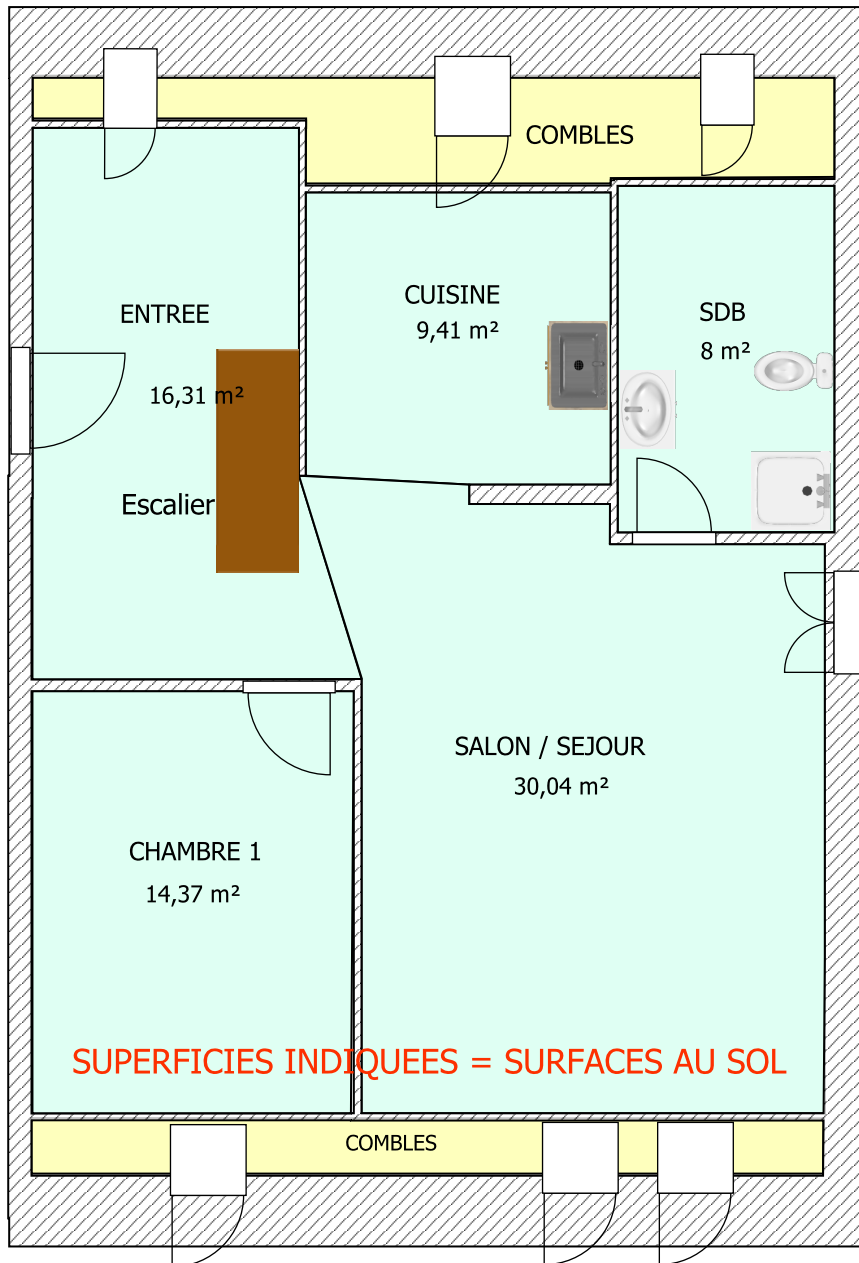 COMBLES
ENTREE
16,31 m²
Escalier
CUISINE
9,41 m²
SDB
8 m²
SALON / SEJOUR
30,04 m²
CHAMBRE 1
14,37 m²
SUPERFICIES INDIQUEES = SURFACES AU SOL
COMBLES